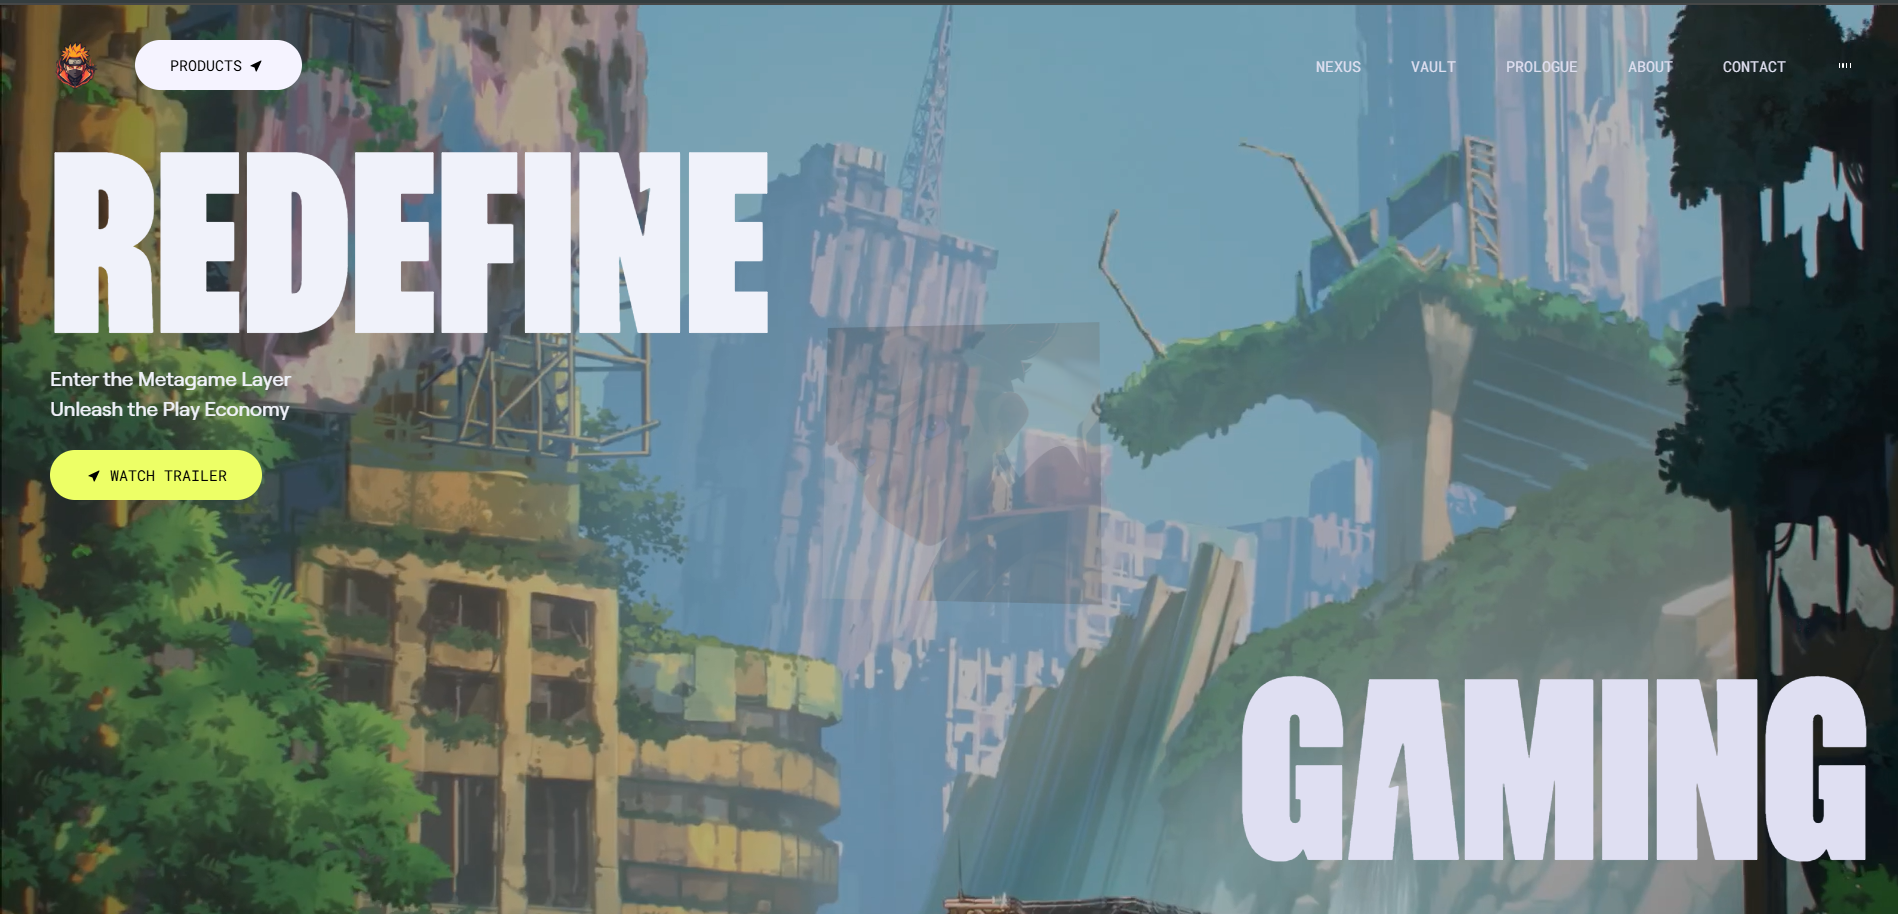 PRODUCTS
NEXUS
VAULT
PROLOGUE
ABOUT
CONTACT
REDEFINE
Enter the Metagame Layer
Unleash the Play Economy
WATCH TRAILER
GAMING